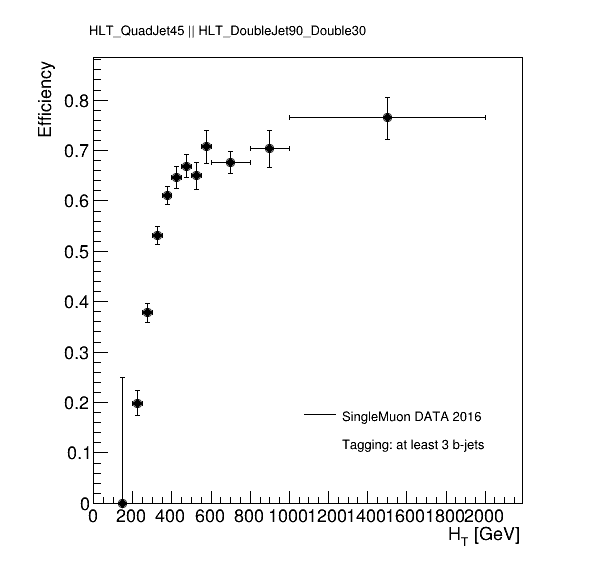 HLT_QuadJet45 || HLT_DoubleJet90_Double30
Efficiency
0.8
0.7
0.6
0.5
0.4
0.3
0.2
0.1
0
SingleMuon DATA 2016
Tagging: at least 3 b-jets
0 200 400 600 800 1000 1200 1400 1600 1800 2000
H_T [GeV]